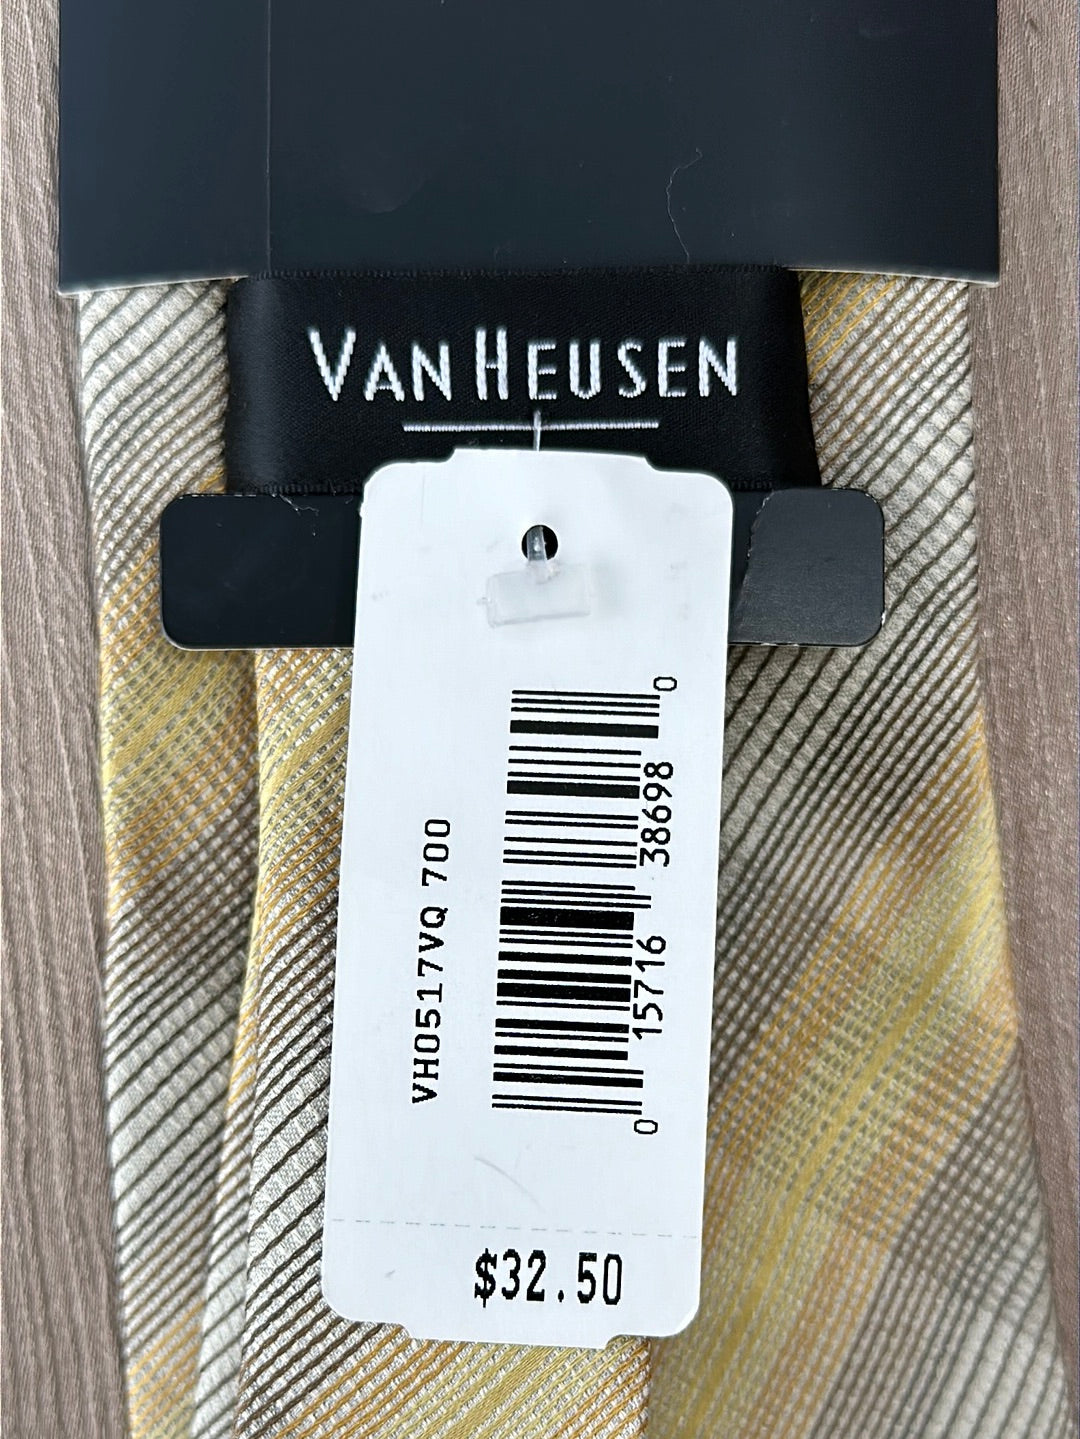 VAN HEUSEN
VH0517VQ 700
0 15716 38698 0
$32.50